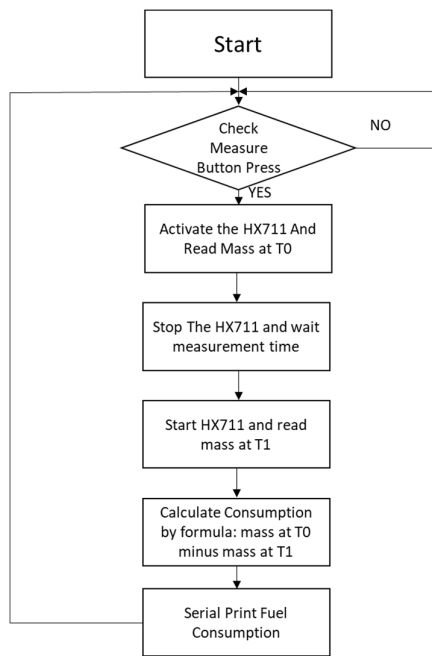 Start
Check
Measure
Button Press
NO
YES
Activate the HX711 And
Read Mass at T0
Stop The HX711 and wait
measurement time
Start HX711 and read
mass at T1
Calculate Consumption
by formula: mass at T0
minus mass at T1
Serial Print Fuel
Consumption